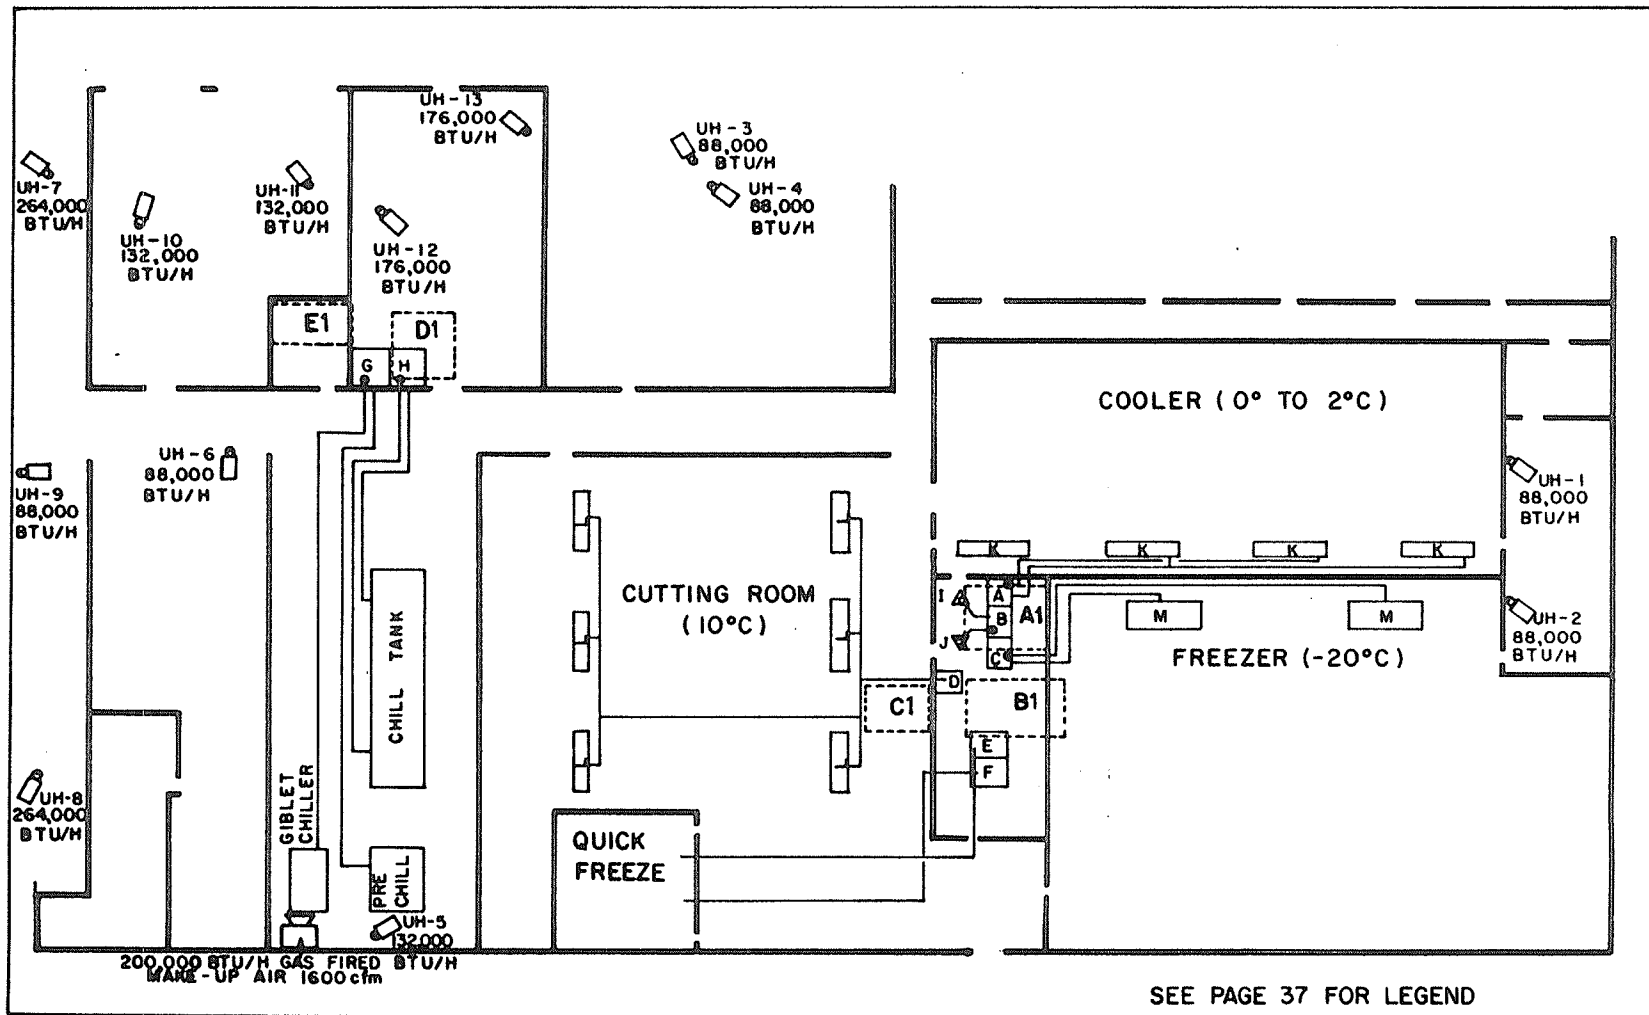 UH-13
176,000
BTU/H
UH-3
88,000
BTU/H
UH-4
88,000
BTU/H
UH-7
264,000
BTU/H
UH-11
132,000
BTU/H
UH-10
132,000
BTU/H
UH-12
176,000
BTU/H
E1
D1
G
H
COOLER (0° TO 2°C)
UH-6
88,000
BTU/H
UH-9
88,000
BTU/H
UH-1
88,000
BTU/H
K
K
K
K
CUTTING ROOM
(10°C)
I
A
B
A1
J
C
M
M
UH-2
88,000
BTU/H
FREEZER (-20°C)
CHILL TANK
D
C1
B1
E
F
UH-8
264,000
BTU/H
GIBLET
CHILLER
QUICK
FREEZE
PRE
CHILL
UH-5
132,000
BTU/H
200,000 BTU/H GAS FIRED
MAKE-UP AIR 1600 cfm
SEE PAGE 37 FOR LEGEND